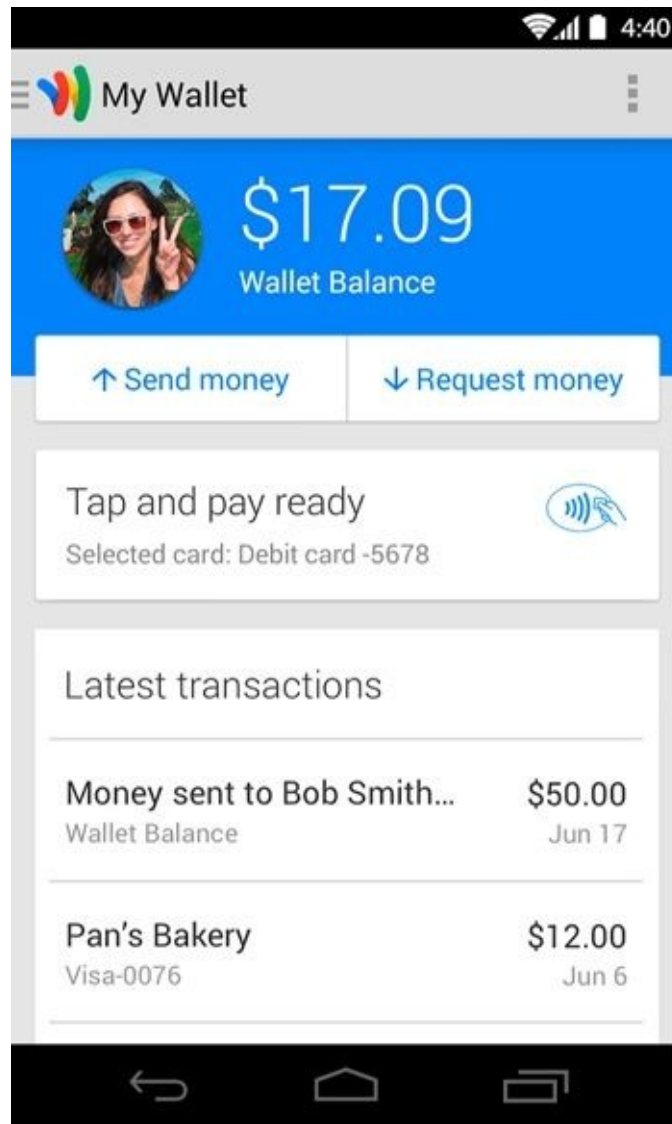 4:40
My Wallet
$17.09
Wallet Balance
↑ Send money
↓ Request money
Tap and pay ready
Selected card: Debit card -5678
Latest transactions
Money sent to Bob Smith... $50.00
Wallet Balance Jun 17
Pan's Bakery $12.00
Visa-0076 Jun 6